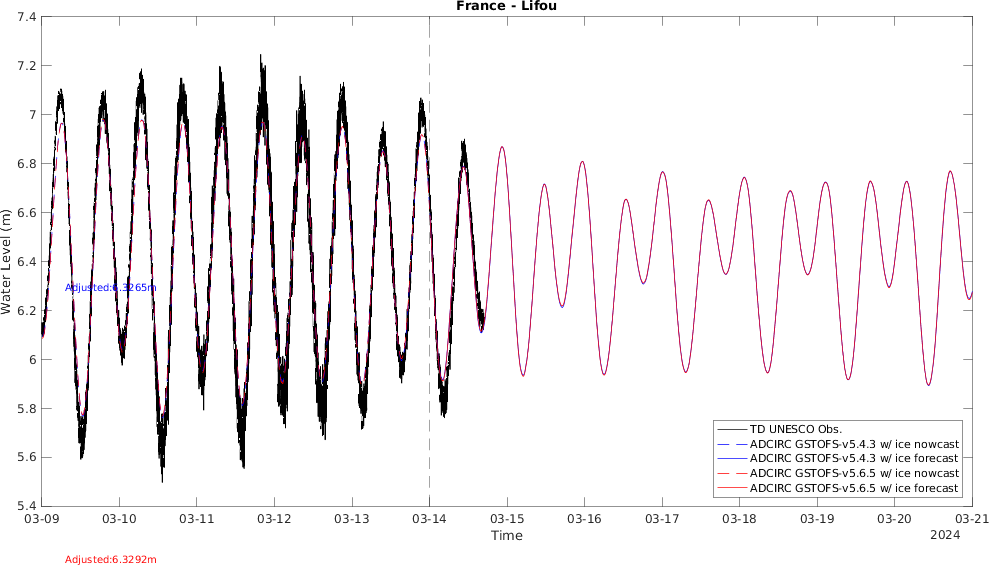 France - Lifou
7.4
7.2
7
6.8
6.6
6.4
6.2
6
5.8
5.6
5.4
Water Level (m)
Adjusted:6.3265m
TD UNESCO Obs.
ADCIRC GSTOFS-v5.4.3 w/ ice nowcast
ADCIRC GSTOFS-v5.4.3 w/ ice forecast
ADCIRC GSTOFS-v5.6.5 w/ ice nowcast
ADCIRC GSTOFS-v5.6.5 w/ ice forecast
03-09 03-10 03-11 03-12 03-13 03-14 03-15 03-16 03-17 03-18 03-19 03-20 03-21
Time
2024
Adjusted:6.3292m